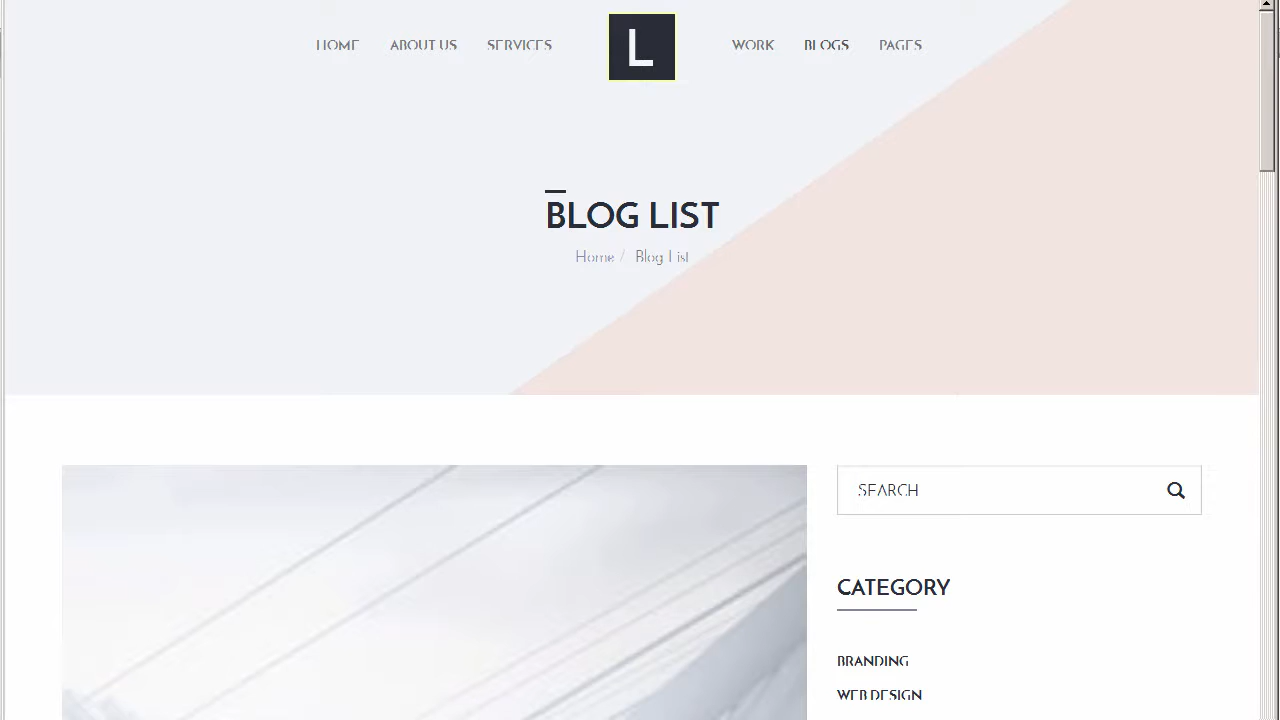 HOME ABOUT US SERVICES L WORK BLOGS PAGES
BLOG LIST
Home / Blog List
SEARCH
CATEGORY
BRANDING
WEB DESIGN